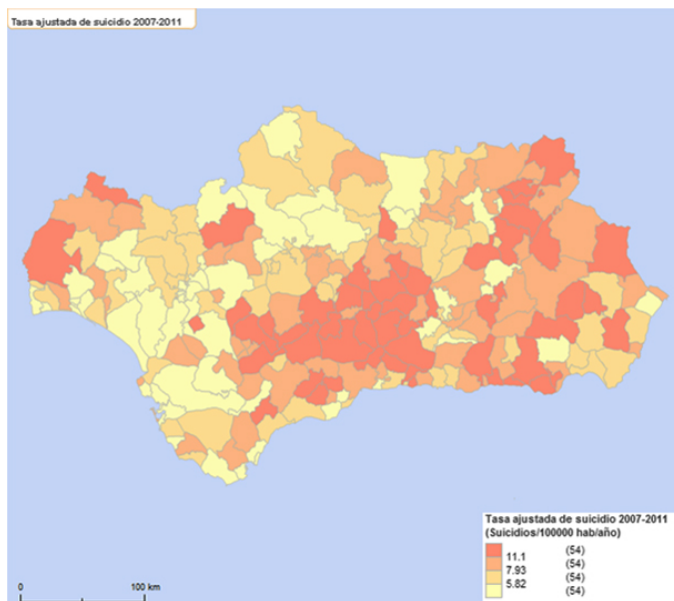 Tasa ajustada de suicidio 2007-2011
Tasa ajustada de suicidio 2007-2011
(Suicidios/100000 hab/año)
(54)
11.1
(54)
7.93
(54)
5.82
(54)
0 100 km